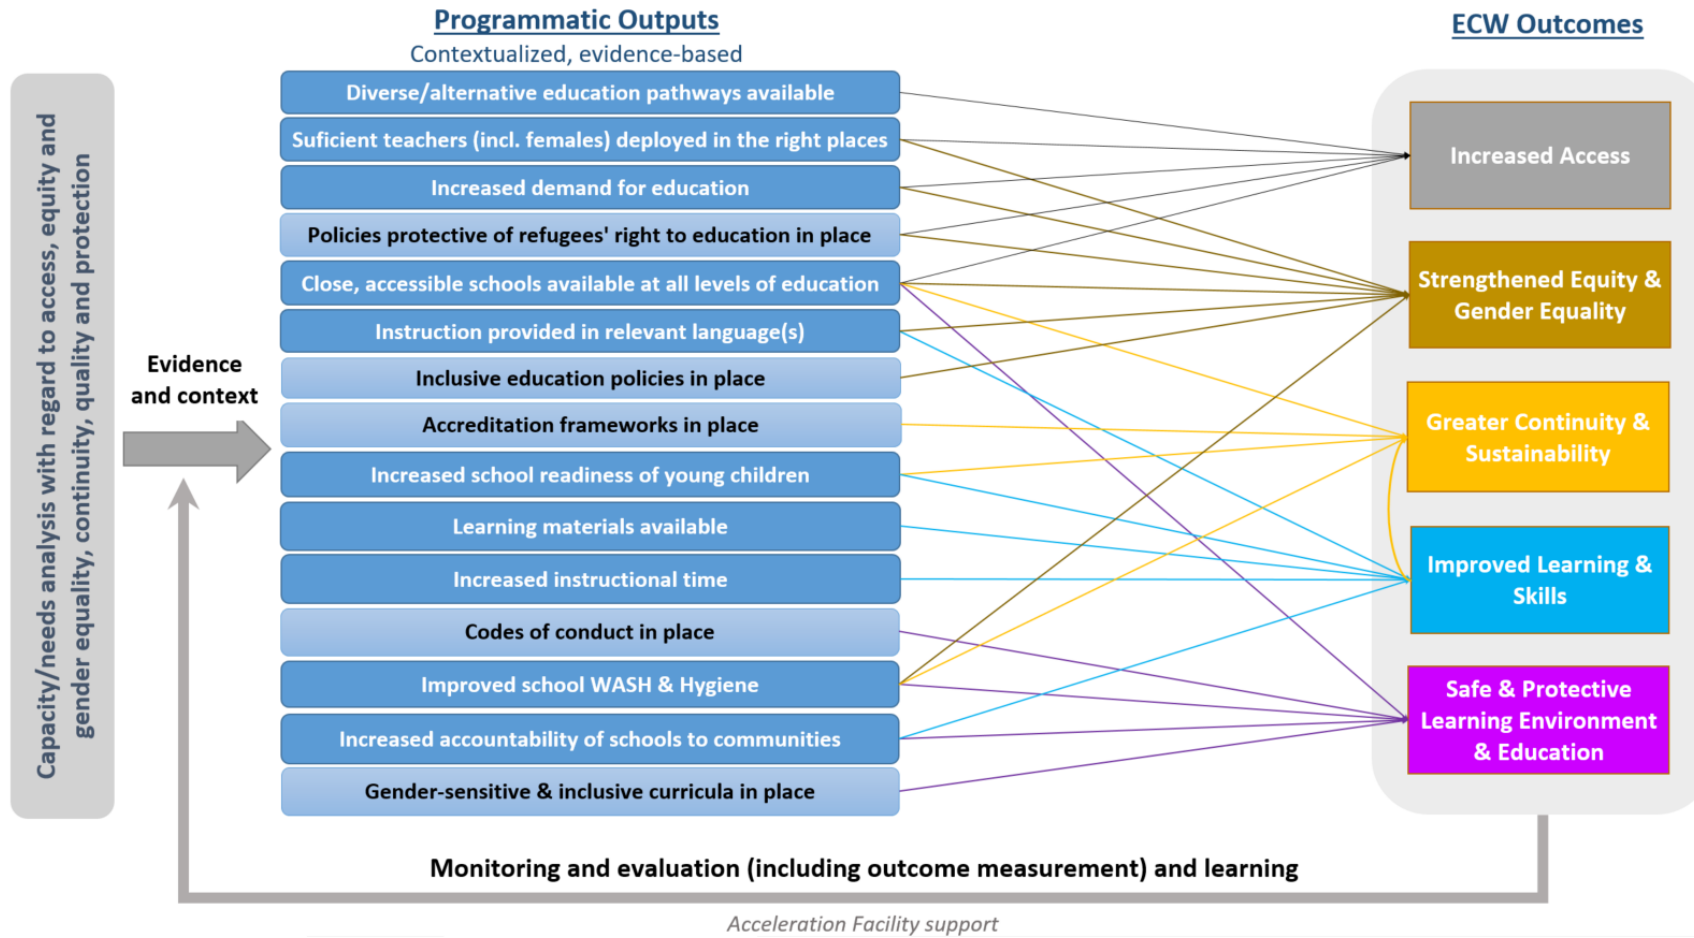 Programmatic Outputs
Contextualized, evidence-based
ECW Outcomes
Capacity/needs analysis with regard to access, equity and
gender equality, continuity, quality and protection
Evidence
and context
Diverse/alternative education pathways available
Suficient teachers (incl. females) deployed in the right places
Increased demand for education
Policies protective of refugees' right to education in place
Close, accessible schools available at all levels of education
Instruction provided in relevant language(s)
Inclusive education policies in place
Accreditation frameworks in place
Increased school readiness of young children
Learning materials available
Increased instructional time
Codes of conduct in place
Improved school WASH & Hygiene
Increased accountability of schools to communities
Gender-sensitive & inclusive curricula in place
Increased Access
Strengthened Equity &
Gender Equality
Greater Continuity &
Sustainability
Improved Learning &
Skills
Safe & Protective
Learning Environment
& Education
Monitoring and evaluation (including outcome measurement) and learning
Acceleration Facility support